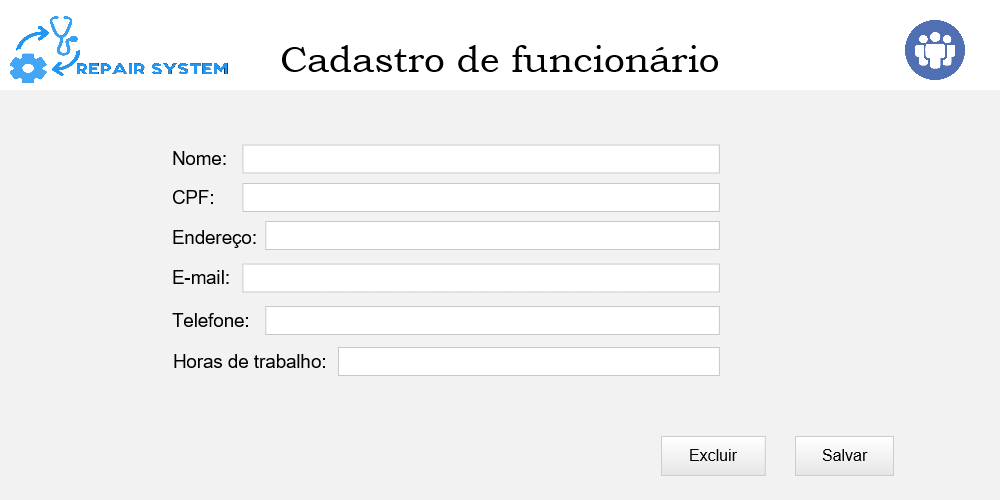 REPAIR SYSTEM
Cadastro de funcionário
Nome:
CPF:
Endereço:
E-mail:
Telefone:
Horas de trabalho:
Excluir Salvar